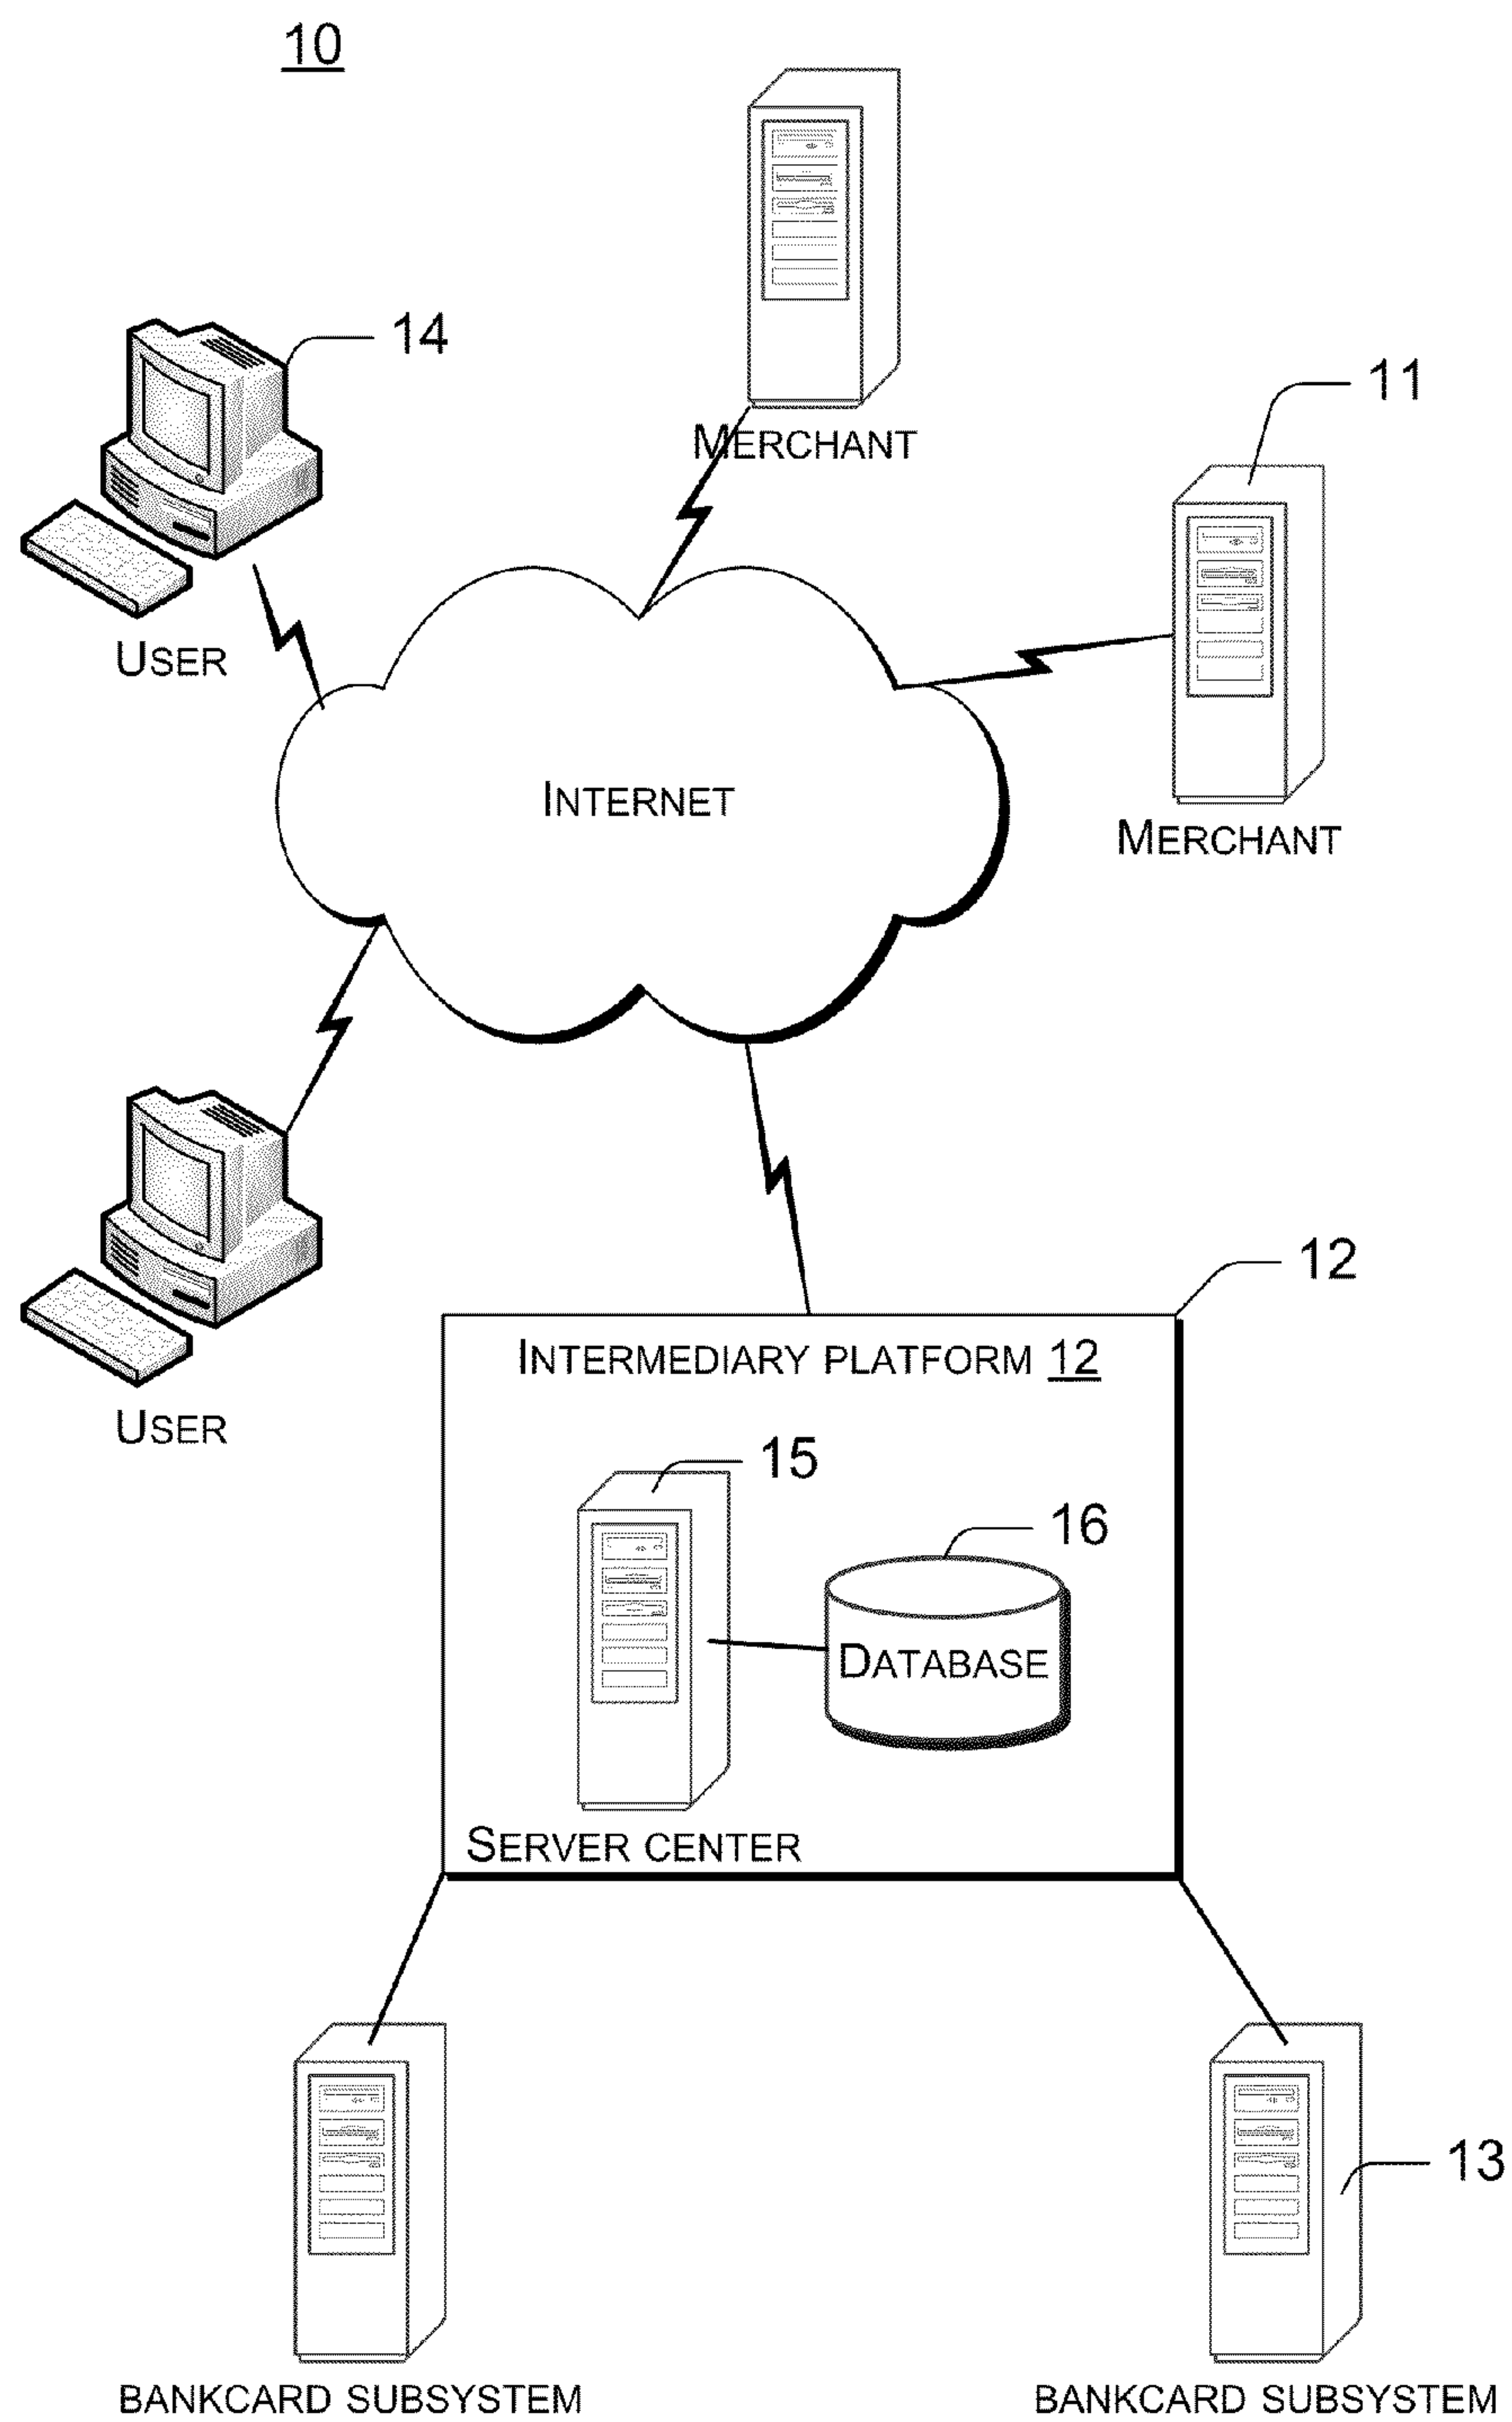 10
14
MERCHANT
11
USER
INTERNET
MERCHANT
12
INTERMEDIARY PLATFORM 12
USER
15
16
DATABASE
SERVER CENTER
13
BANKCARD SUBSYSTEM
BANKCARD SUBSYSTEM